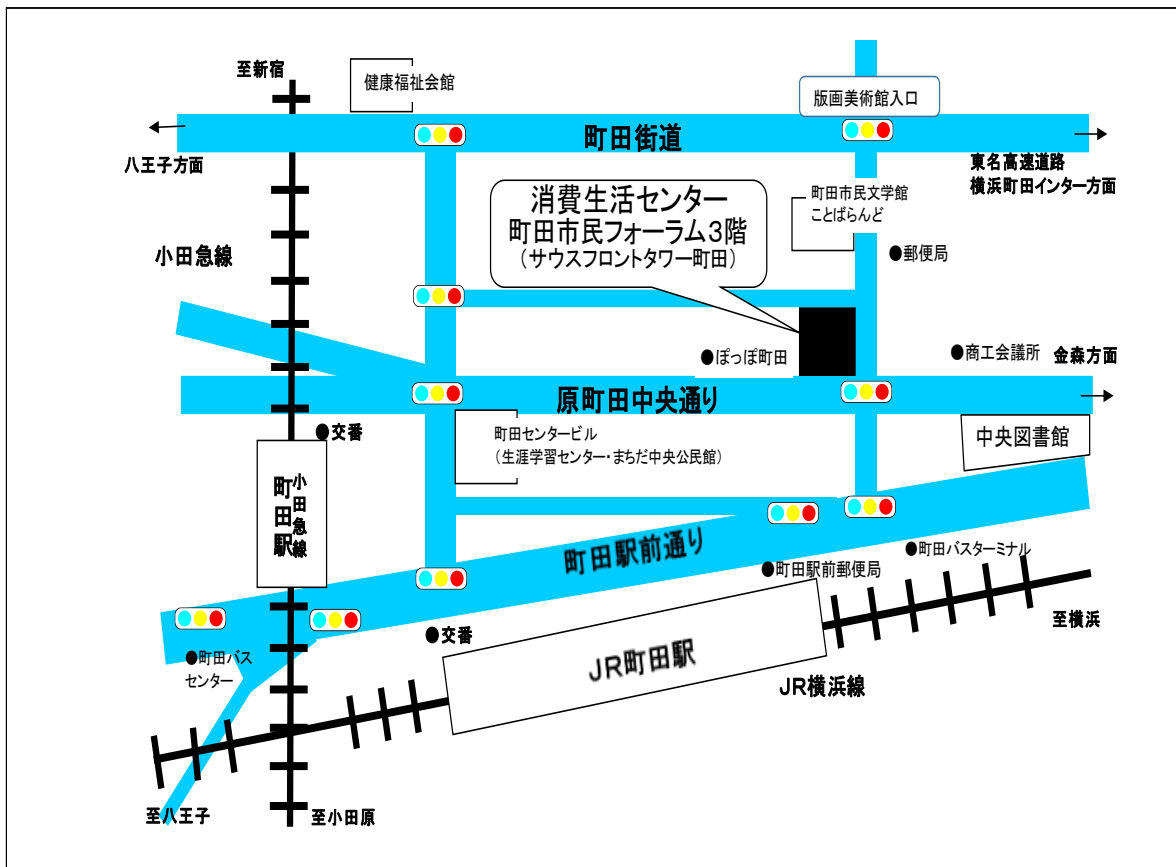 至新宿
健康福祉会館
版画美術館入口
町田街道
八王子方面
東名高速道路
横浜町田インター方面
消費生活センター
町田市民フォーラム3階
（サウスフロントタワー町田）
町田市民文学館
ことばらんど
小田急線
●郵便局
●ぽっぽ町田
●商工会議所
金森方面
原町田中央通り
●交番
町田センタービル
（生涯学習センター・まちだ中央公民館）
中央図書館
小田急線
町田駅
町田駅前通り
●町田バスターミナル
●町田駅前郵便局
至横浜
●交番
●町田バス
センター
JR町田駅
JR横浜線
至八王子
至小田原